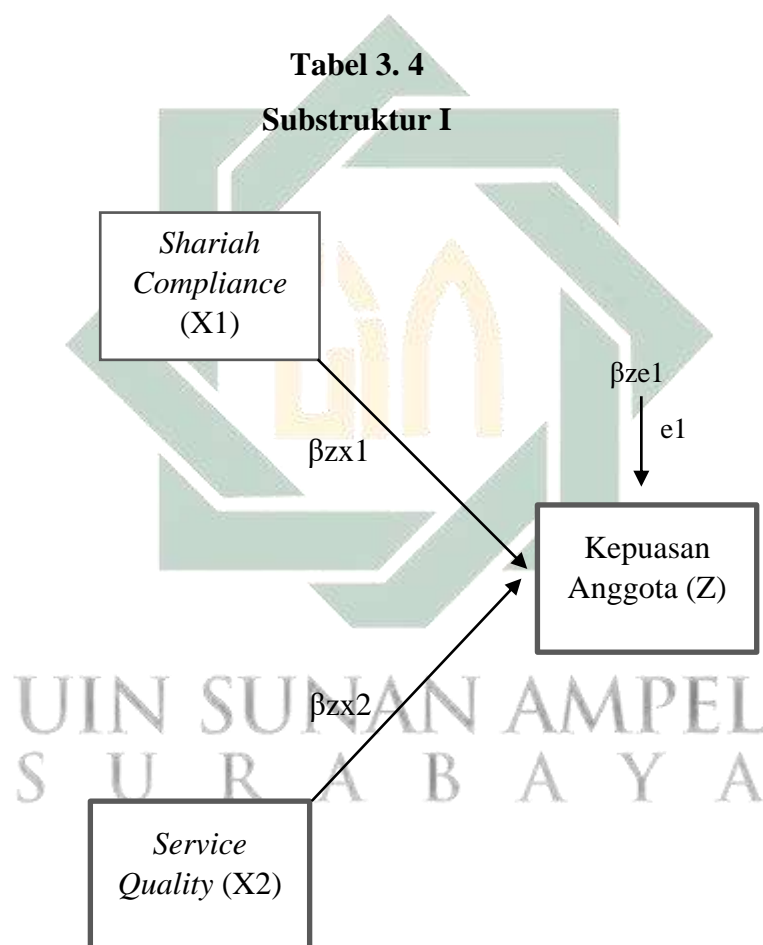 Tabel 3. 4
Substruktur I
Shariah
Compliance
(X1)
βze1
e1
βzx1
Kepuasan
Anggota (Z)
βzx2
UIN SUNAN AMPEL
S U R A B A Y A
Service
Quality (X2)